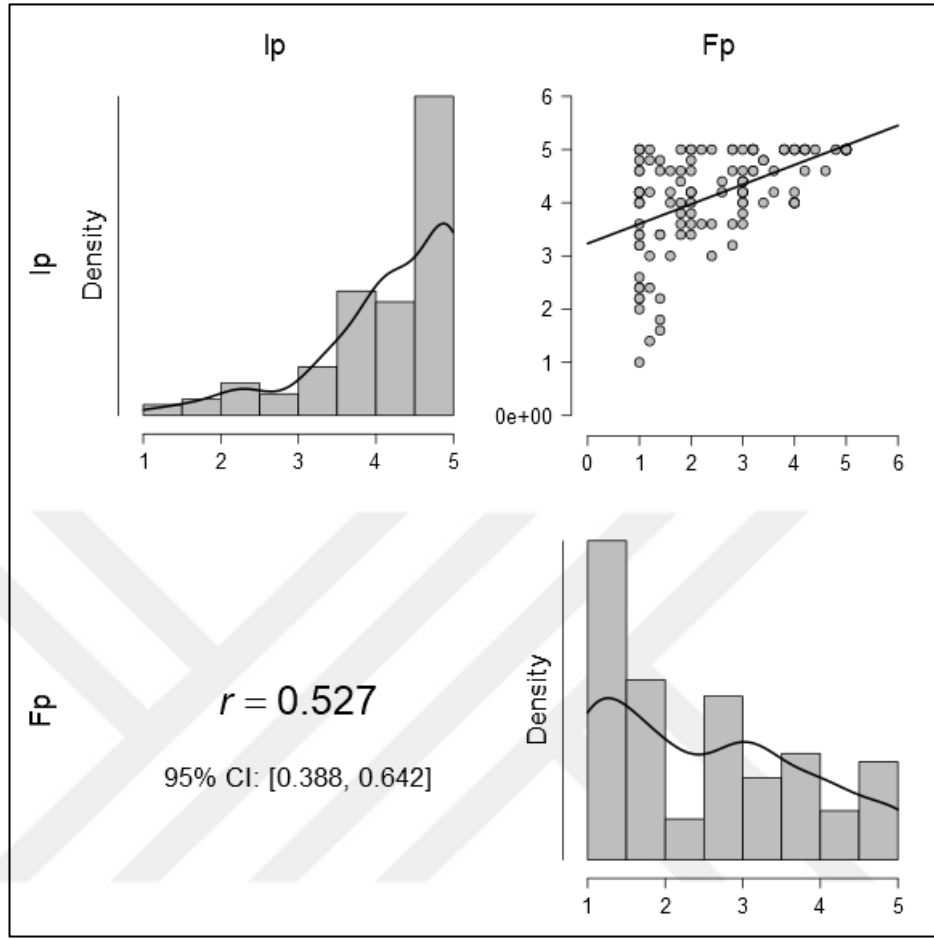 Ip
Fp
Ip
Density
1 2 3 4 5
6
5
4
3
2
1
0e+00
0 1 2 3 4 5 6
Fp
r = 0.527
95% CI: [0.388, 0.642]
Density
1 2 3 4 5